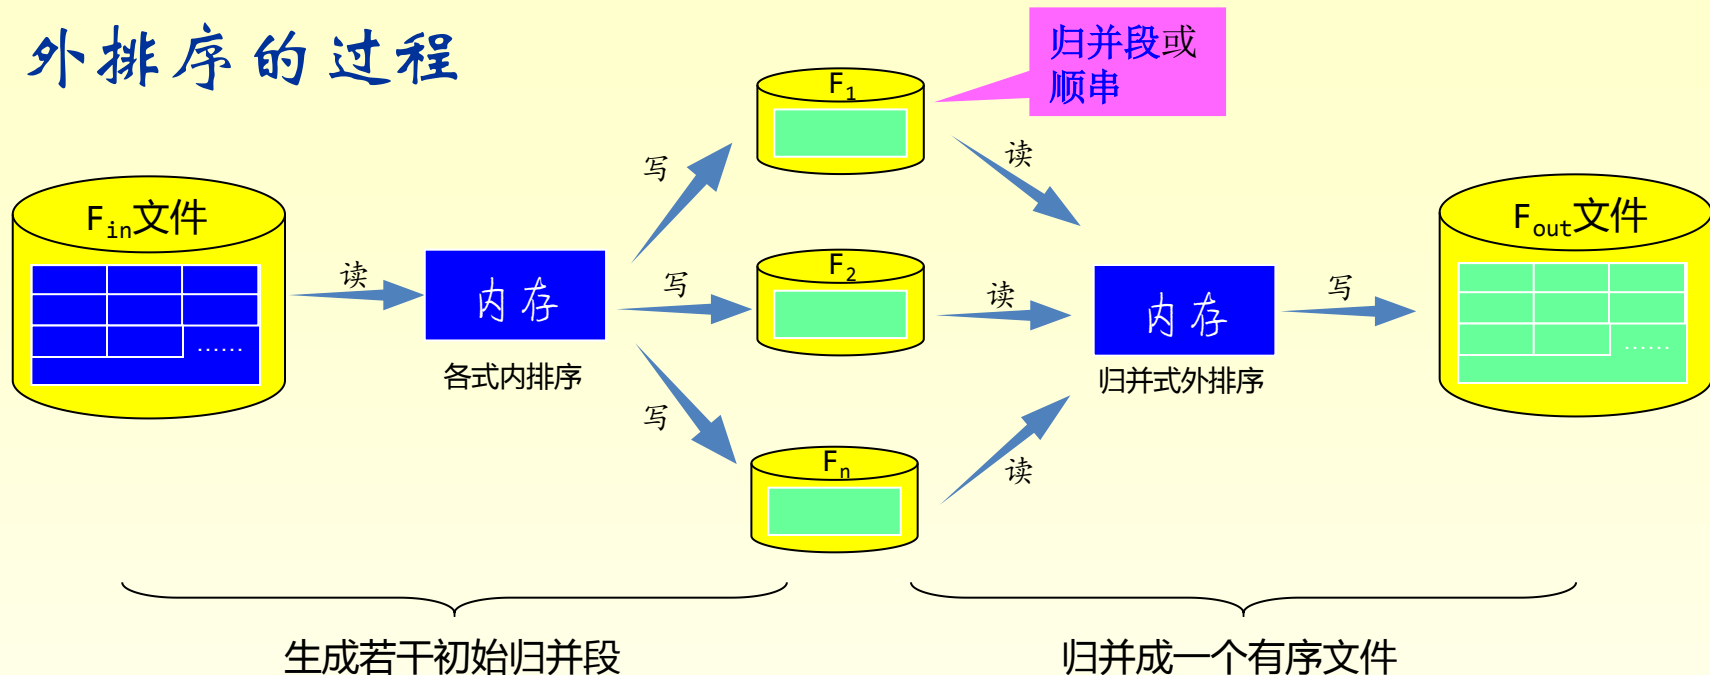 外排序的过程
归并段或
顺串
F1
写
读
Fin文件
Fout文件
F2
读
内存
写
读
内存
写
……
……
各式内排序
归并式外排序
写
Fn
读
生成若干初始归并段
归并成一个有序文件